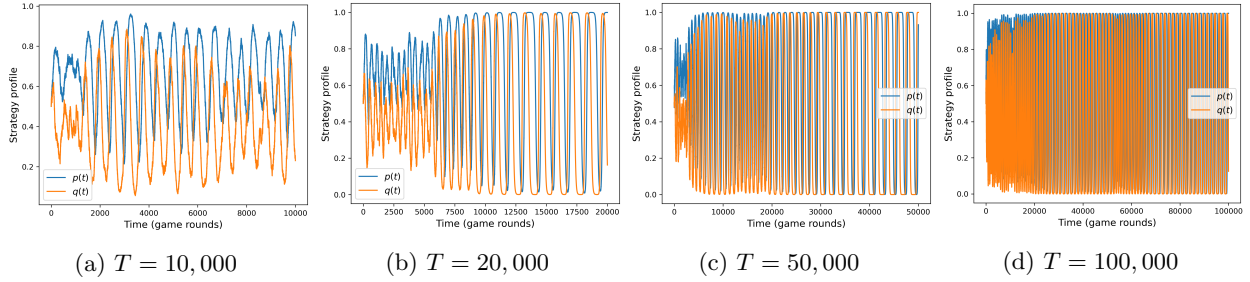 Strategy profile
1.0
0.8
0.6
0.4
0.2
p(t)
q(t)
0 2000 4000 6000 8000 10000
Time (game rounds)
(a) T = 10,000
Strategy profile
1.0
0.8
0.6
0.4
0.2
0.0
p(t)
q(t)
0 2500 5000 7500 10000 12500 15000 17500 20000
Time (game rounds)
(b) T = 20,000
Strategy profile
1.0
0.8
0.6
0.4
0.2
0.0
p(t)
q(t)
0 10000 20000 30000 40000 50000
Time (game rounds)
(c) T = 50,000
Strategy profile
1.0
0.8
0.6
0.4
0.2
0.0
p(t)
q(t)
0 20000 40000 60000 80000 100000
Time (game rounds)
(d) T = 100,000